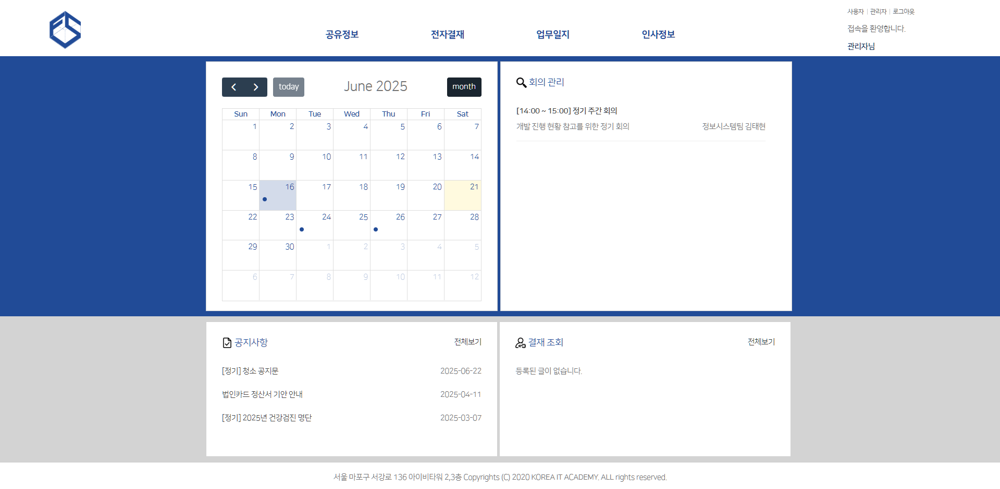 사용자 | 관리자 | 로그아웃
접속을 환영합니다.
관리자님
공유정보 전자결재 업무일지 인사정보
today June 2025 month
Sun Mon Tue Wed Thu Fri Sat
1 2 3 4 5 6 7
8 9 10 11 12 13 14
15 16 17 18 19 20 21
22 23 24 25 26 27 28
29 30 1 2 3 4 5
6 7 8 9 10 11 12
회의 관리
[14:00 ~ 15:00] 정기 주간 회의
개발 진행 현황 참고를 위한 정기 회의 정보시스템팀 김태현
공지사항 전체보기
[정기] 청소 공지문 2025-06-22
법인카드 정산서 기안 안내 2025-04-11
[정기] 2025년 건강검진 명단 2025-03-07
결재 조회 전체보기
등록된 글이 없습니다.
서울 마포구 서강로 136 아이비타워 2,3층 Copyrights (C) 2020 KOREA IT ACADEMY. ALL rights reserved.